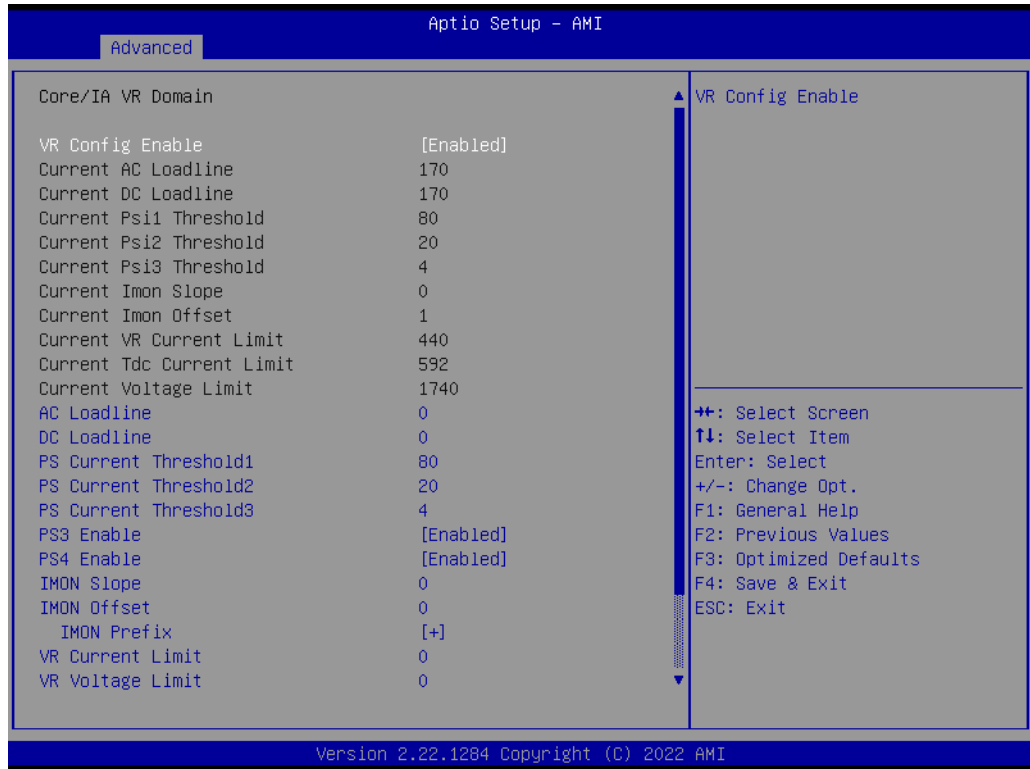 Aptio Setup – AMI
Advanced
Core/IA VR Domain
VR Config Enable [Enabled]
Current AC Loadline 170
Current DC Loadline 170
Current Psi1 Threshold 80
Current Psi2 Threshold 20
Current Psi3 Threshold 4
Current Imon Slope 0
Current Imon Offset 1
Current VR Current Limit 440
Current Tdc Current Limit 592
Current Voltage Limit 1740
AC Loadline 0
DC Loadline 0
PS Current Threshold1 80
PS Current Threshold2 20
PS Current Threshold3 4
PS3 Enable [Enabled]
PS4 Enable [Enabled]
IMON Slope 0
IMON Offset 0
IMON Prefix [+]
VR Current Limit 0
VR Voltage Limit 0
VR Config Enable
→←: Select Screen
↑↓: Select Item
Enter: Select
+/-: Change Opt.
F1: General Help
F2: Previous Values
F3: Optimized Defaults
F4: Save & Exit
ESC: Exit
Version 2.22.1284 Copyright (C) 2022 AMI